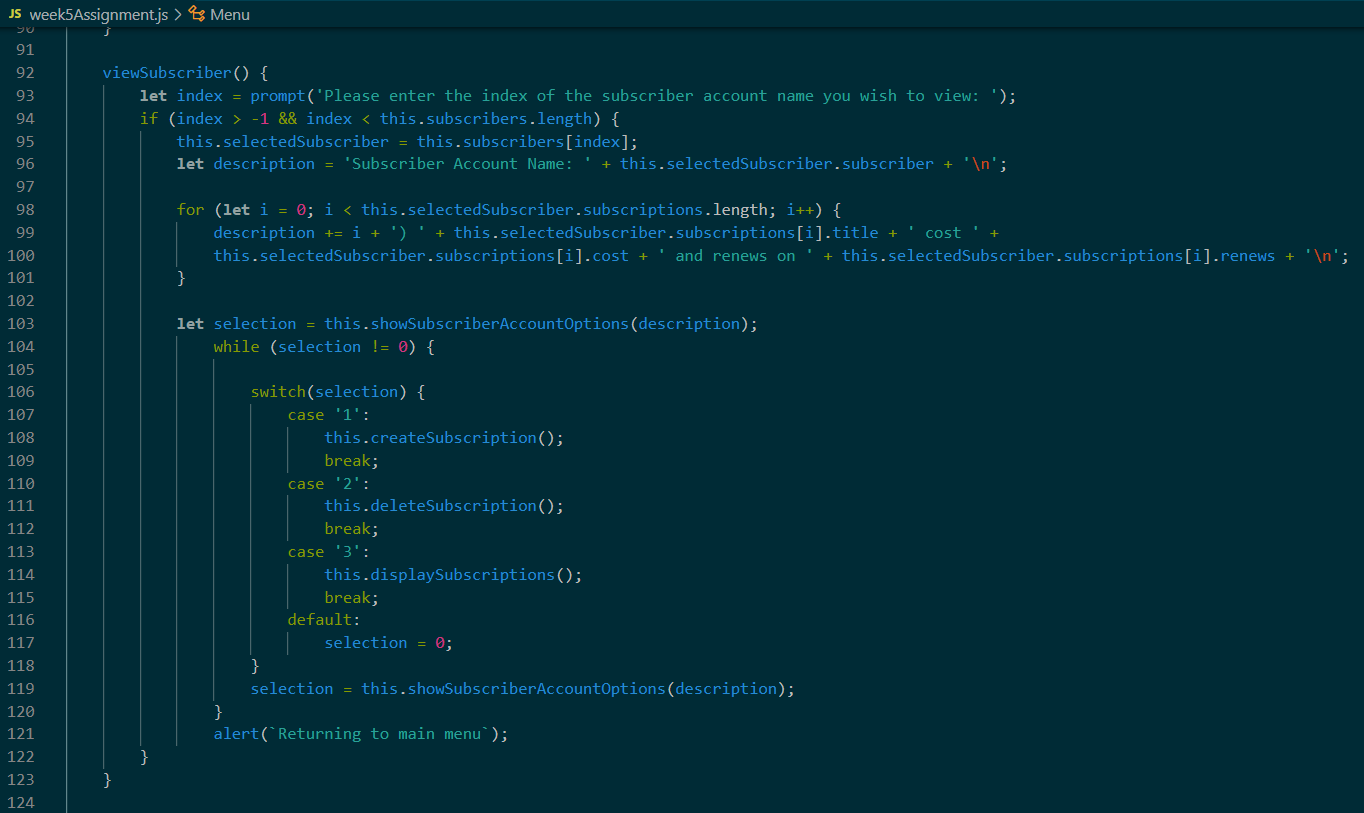 JS week5Assignment.js > Menu
90 }
91
92 viewSubscriber() {
93 let index = prompt('Please enter the index of the subscriber account name you wish to view: ');
94 if (index > -1 && index < this.subscribers.length) {
95 this.selectedSubscriber = this.subscribers[index];
96 let description = 'Subscriber Account Name: ' + this.selectedSubscriber.subscriber + '\n';
97
98 for (let i = 0; i < this.selectedSubscriber.subscriptions.length; i++) {
99 description += i + ') ' + this.selectedSubscriber.subscriptions[i].title + ' cost ' +
100 this.selectedSubscriber.subscriptions[i].cost + ' and renews on ' + this.selectedSubscriber.subscriptions[i].renews + '\n';
101 }
102
103 let selection = this.showSubscriberAccountOptions(description);
104 while (selection != 0) {
105
106 switch(selection) {
107 case '1':
108 this.createSubscription();
109 break;
110 case '2':
111 this.deleteSubscription();
112 break;
113 case '3':
114 this.displaySubscriptions();
115 break;
116 default:
117 selection = 0;
118 }
119 selection = this.showSubscriberAccountOptions(description);
120 }
121 alert(`Returning to main menu`);
122 }
123 }
124